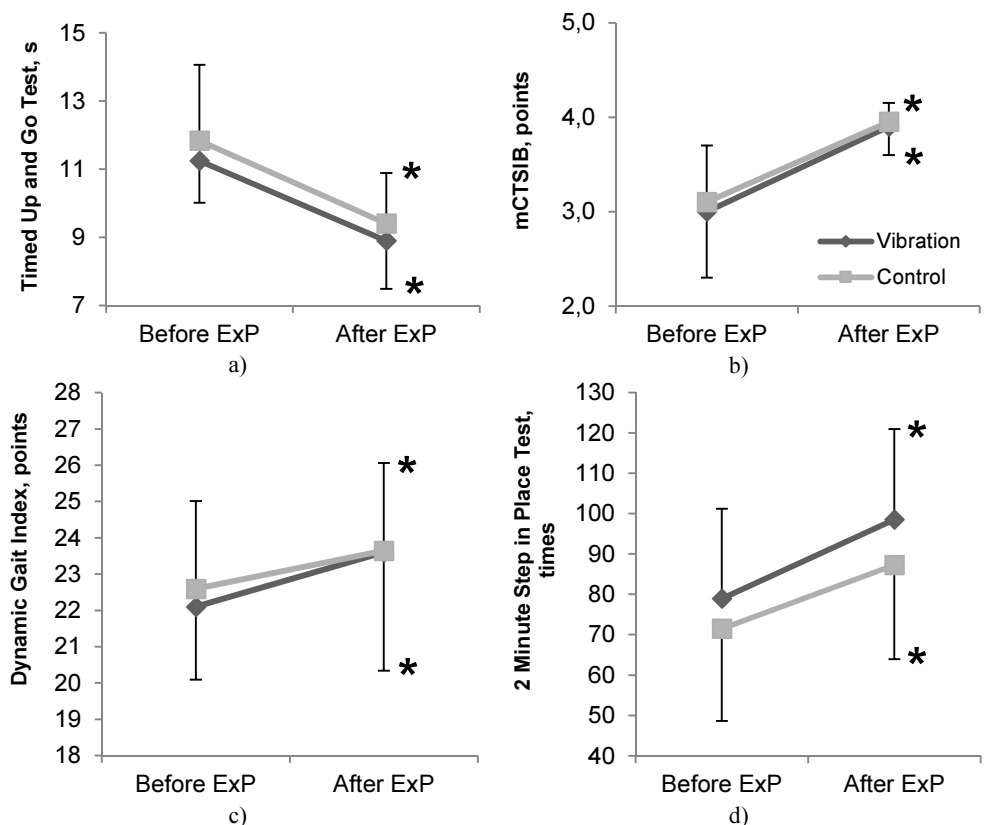 Timed Up and Go Test, s
15
13
11
9
7
*
*
Before ExP
After ExP
a)
mCTSIB, points
5,0
4,0
3,0
2,0
*
*
Vibration
Control
Before ExP
After ExP
b)
Dynamic Gait Index, points
28
27
26
25
24
23
22
21
20
19
18
*
*
Before ExP
After ExP
c)
2 Minute Step in Place Test,
times
130
120
110
100
90
80
70
60
50
40
*
*
Before ExP
After ExP
d)